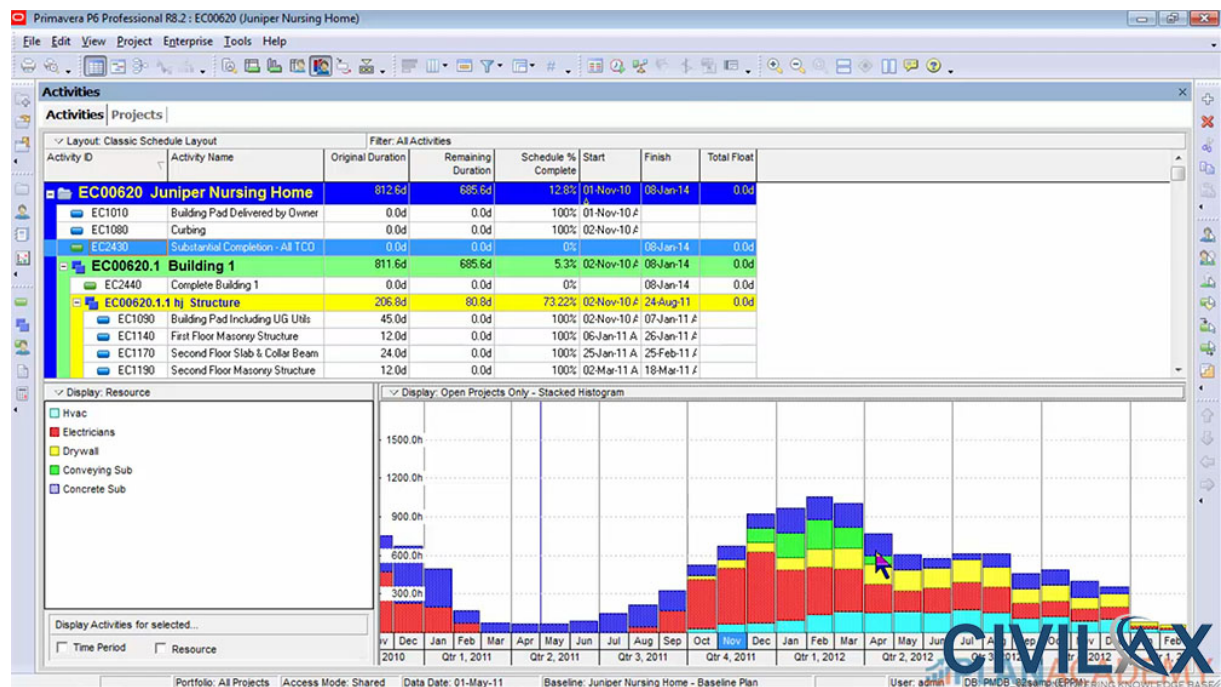 Primavera P6 Professional R8.2 : EC00620 (Juniper Nursing Home)
File Edit View Project Enterprise Tools Help
Activities
Activities Projects
Layout: Classic Schedule Layout Filter: All Activities
Activity ID Activity Name Original Duration Remaining Duration Schedule % Complete Start Finish Total Float
EC00620 Juniper Nursing Home 812.6d 685.6d 12.8% 01-Nov-10 A 08-Jan-14 0.0d
EC1010 Building Pad Delivered by Owner 0.0d 0.0d 100% 01-Nov-10 A
EC1080 Curbing 0.0d 0.0d 100% 02-Nov-10 A
EC2430 Substantial Completion - All TCO 0.0d 0.0d 0% 08-Jan-14 0.0d
EC00620.1 Building 1 811.6d 685.6d 5.3% 02-Nov-10 A 08-Jan-14 0.0d
EC2440 Complete Building 1 0.0d 0.0d 0% 08-Jan-14 0.0d
EC00620.1.1 hj Structure 206.8d 80.8d 73.22% 02-Nov-10 A 24-Aug-11 0.0d
EC1090 Building Pad Including UG Utils 45.0d 0.0d 100% 02-Nov-10 A 07-Jan-11 A
EC1140 First Floor Masonry Structure 12.0d 0.0d 100% 06-Jan-11 A 26-Jan-11 A
EC1170 Second Floor Slab & Collar Beam 24.0d 0.0d 100% 25-Jan-11 A 25-Feb-11 A
EC1190 Second Floor Masonry Structure 12.0d 0.0d 100% 02-Mar-11 A 18-Mar-11 A
Display: Resource
Hvac
Electricians
Drywall
Conveying Sub
Concrete Sub
Display Activities for selected...
Time Period Resource
Display: Open Projects Only - Stacked Histogram
1500.0h
1200.0h
900.0h
600.0h
300.0h
Dec Jan Feb Mar Apr May Jun Jul Aug Sep Oct Nov Dec Jan Feb Mar Apr May Jun Jul Feb
2010 Qtr 1, 2011 Qtr 2, 2011 Qtr 3, 2011 Qtr 4, 2011 Qtr 1, 2012 Qtr 2, 2012
CIVILAX
Portfolio: All Projects Access Mode: Shared Data Date: 01-May-11 Baseline: Juniper Nursing Home - Baseline Plan User: admin